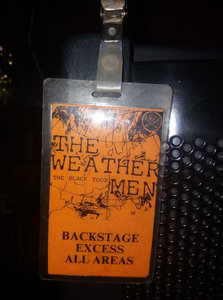 THE
WEATHER
THE BLACK TOUR MEN
BACKSTAGE
EXCESS
ALL AREAS